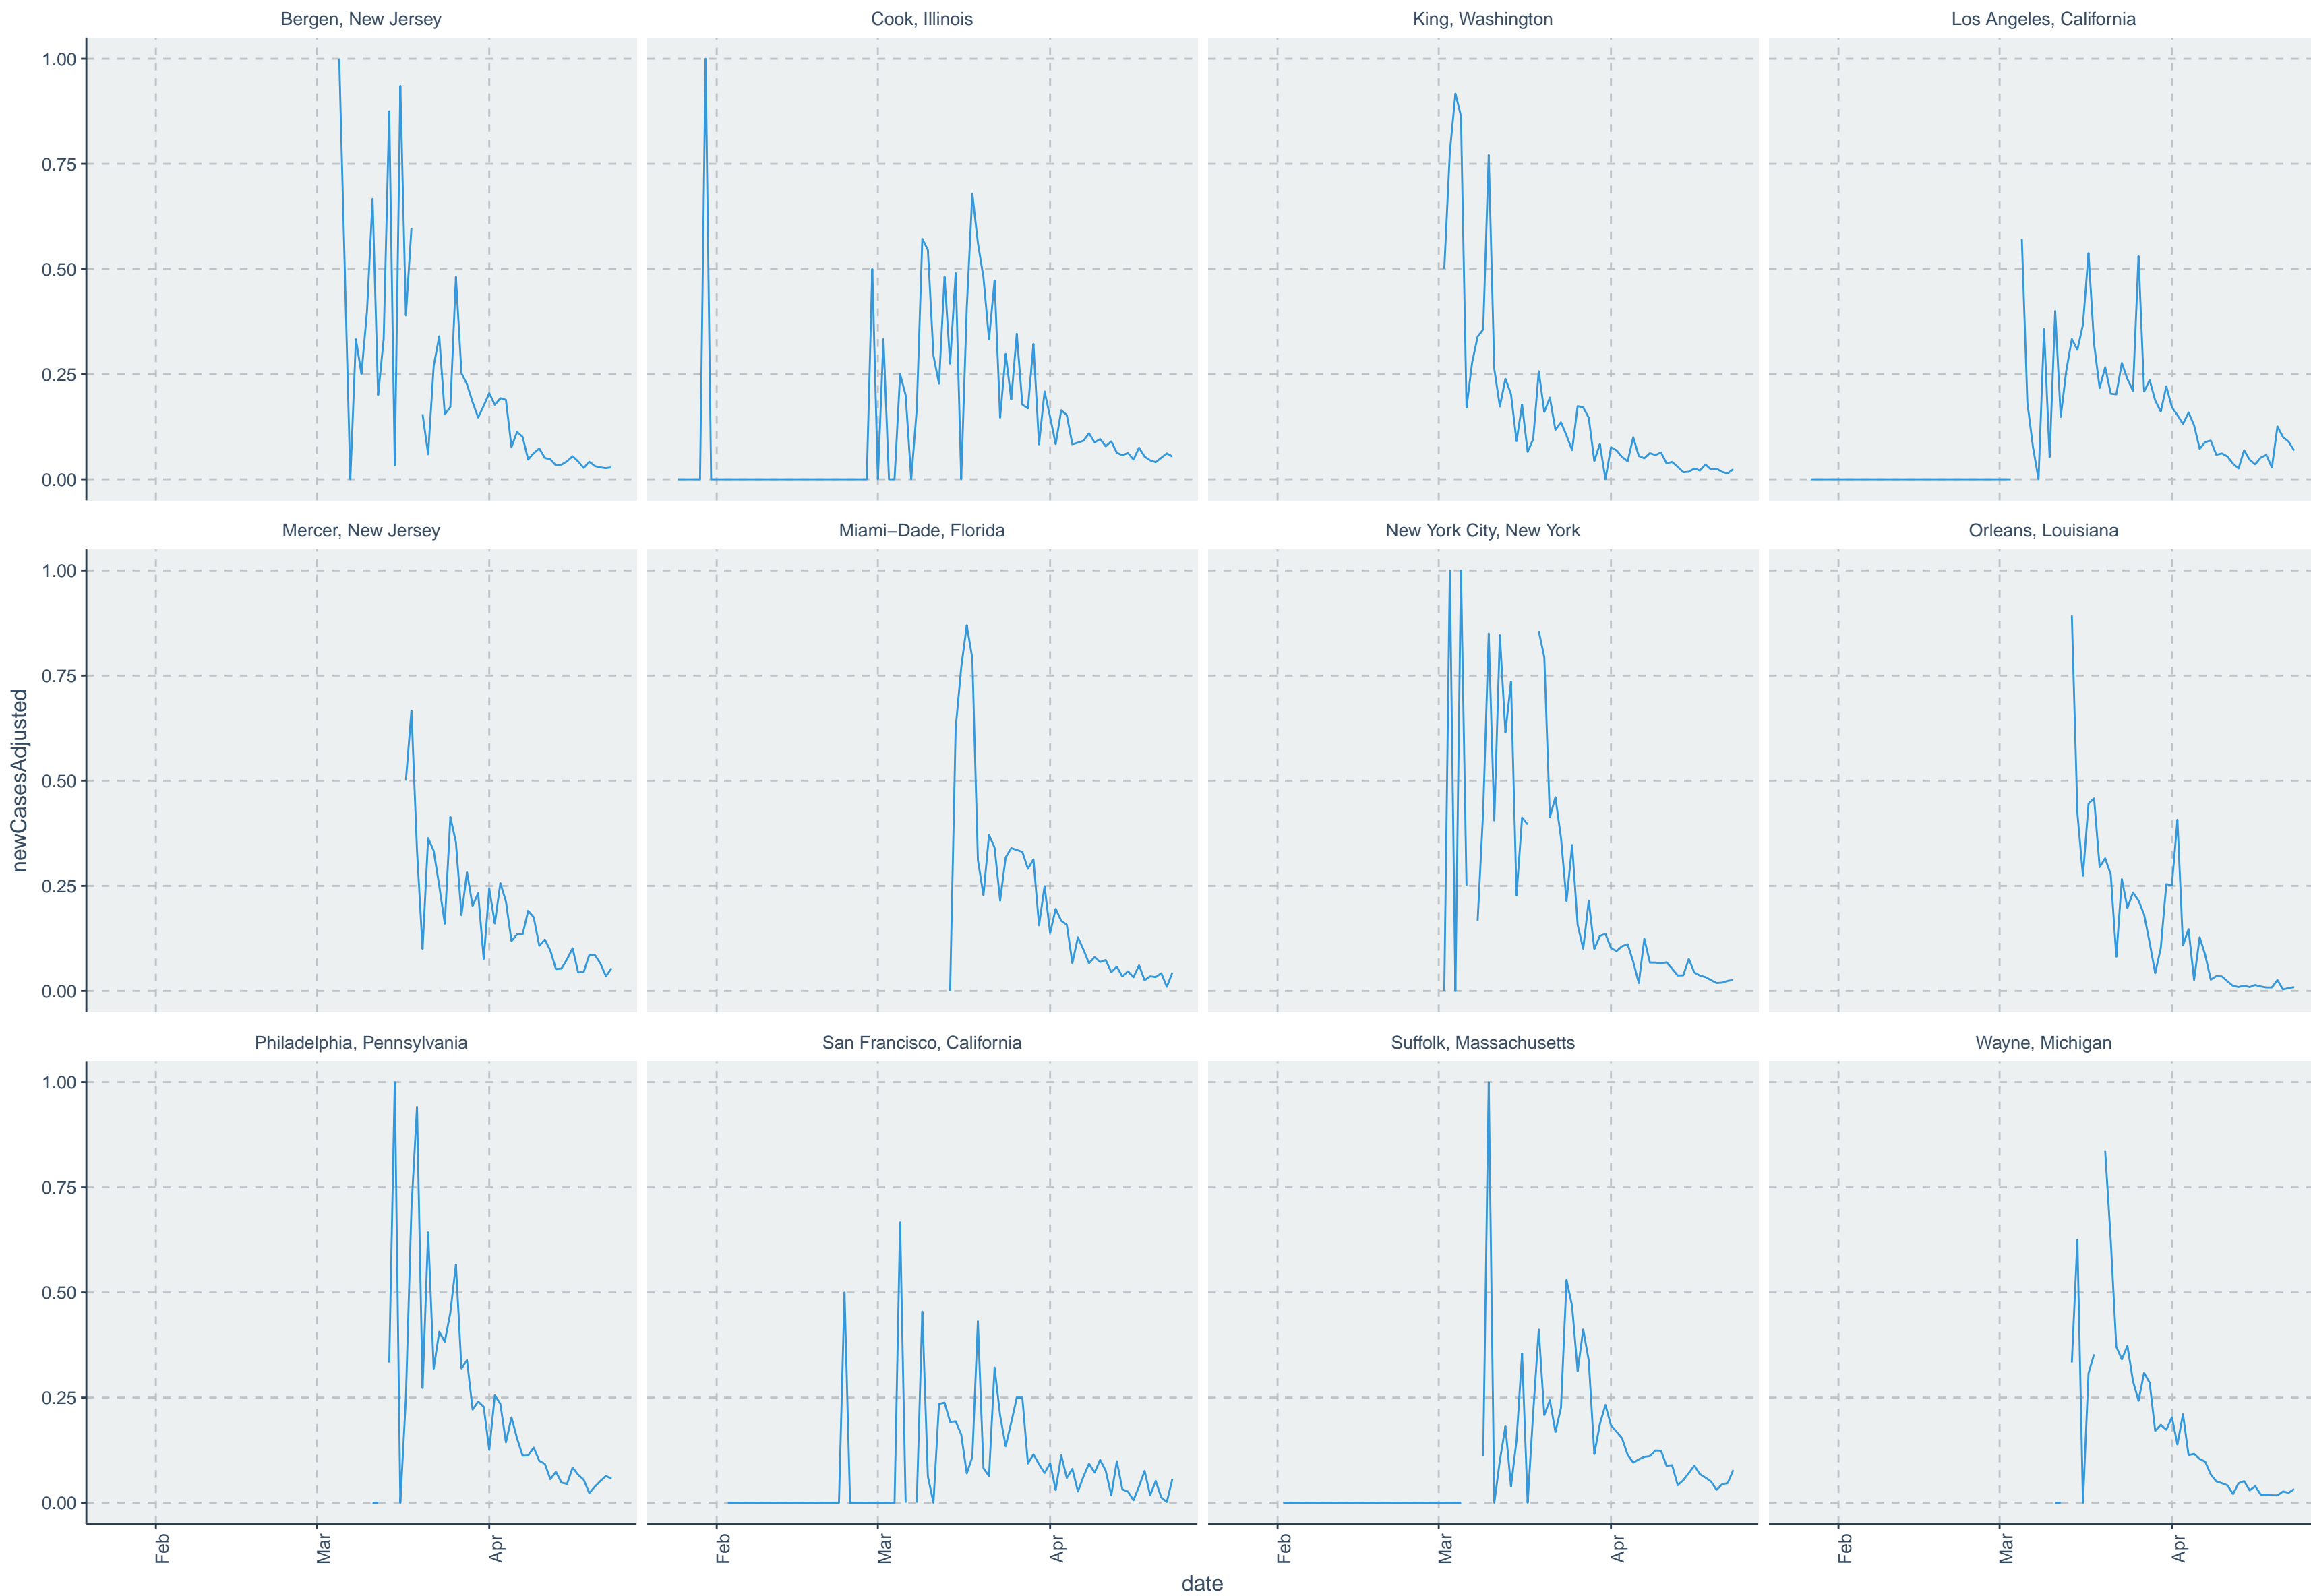 Bergen, New Jersey
Cook, Illinois
King, Washington
Los Angeles, California
1.00
0.75
0.50
0.25
0.00
Mercer, New Jersey
Miami−Dade, Florida
New York City, New York
Orleans, Louisiana
1.00
0.75
0.50
0.25
0.00
newCasesAdjusted
Philadelphia, Pennsylvania
San Francisco, California
Suffolk, Massachusetts
Wayne, Michigan
1.00
0.75
0.50
0.25
0.00
Feb
Mar
Apr
Feb
Mar
Apr
Feb
Mar
Apr
Feb
Mar
Apr
date